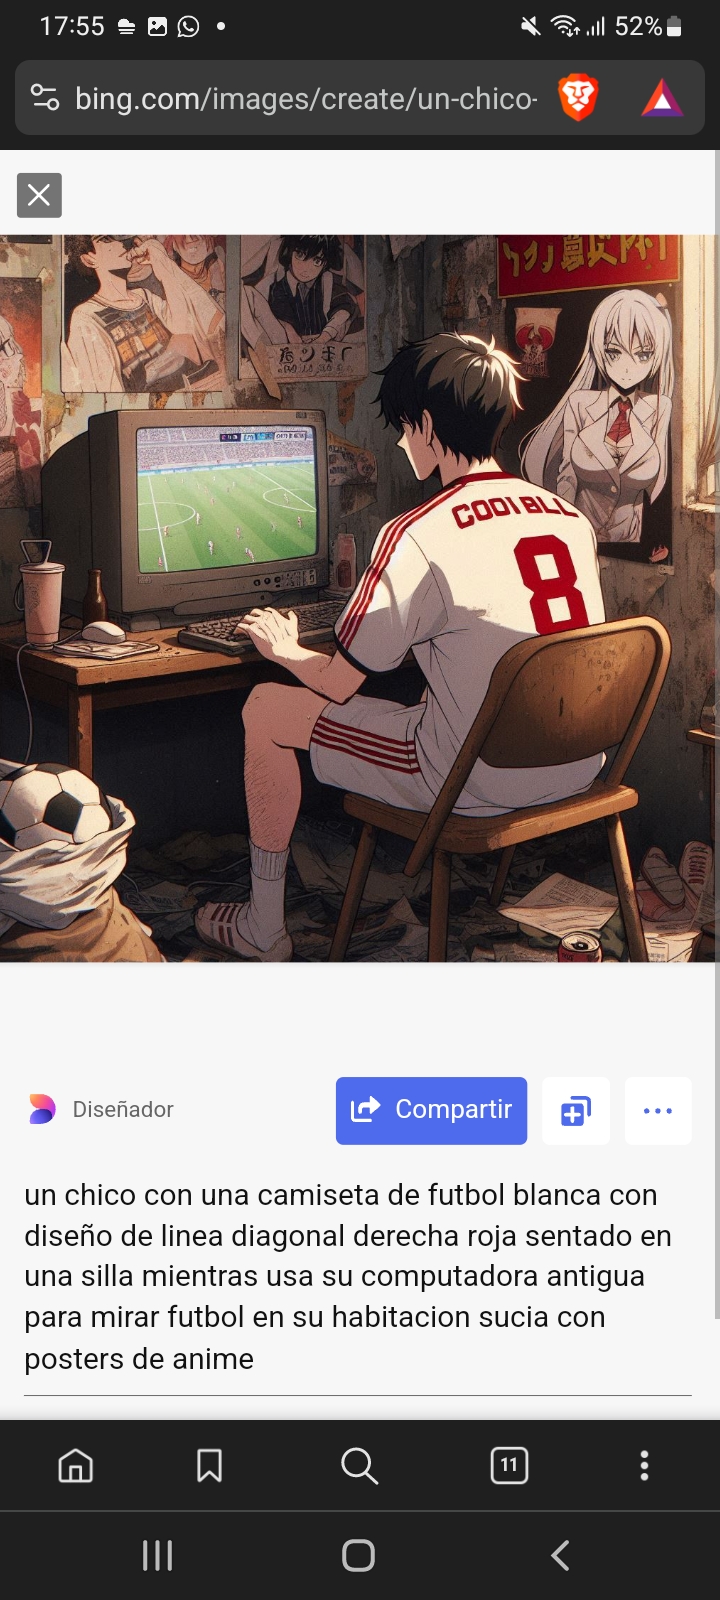 17:55
52%
bing.com/images/create/un-chico-
CODIBLL
8
Diseñador
Compartir
un chico con una camiseta de futbol blanca con
diseño de linea diagonal derecha roja sentado en
una silla mientras usa su computadora antigua
para mirar futbol en su habitacion sucia con
posters de anime
11